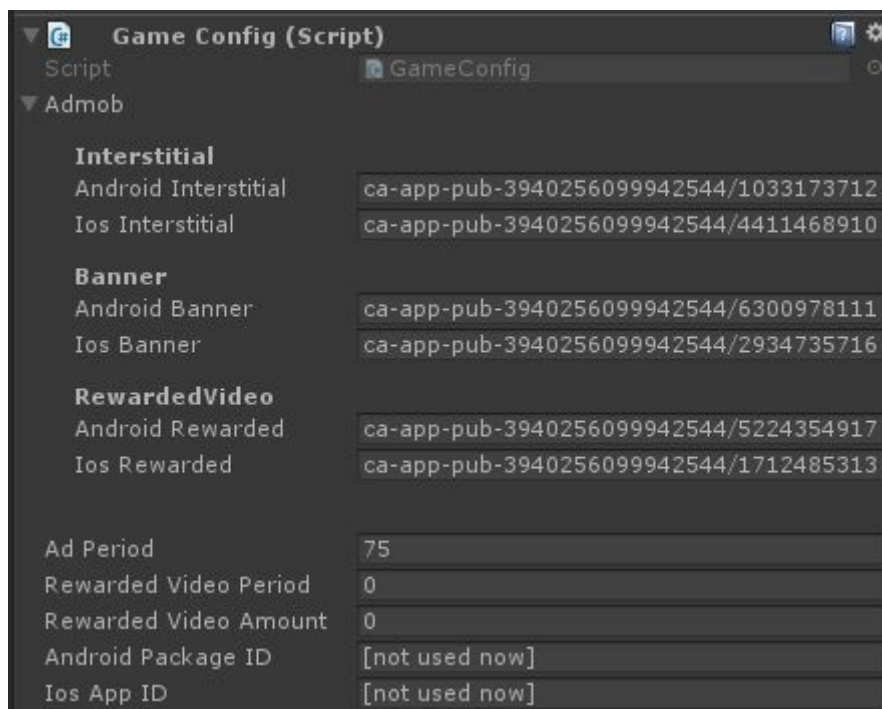 Game Config (Script)
Script GameConfig
Admob
Interstitial
Android Interstitial ca-app-pub-3940256099942544/1033173712
Ios Interstitial ca-app-pub-3940256099942544/4411468910
Banner
Android Banner ca-app-pub-3940256099942544/6300978111
Ios Banner ca-app-pub-3940256099942544/2934735716
RewardedVideo
Android Rewarded ca-app-pub-3940256099942544/5224354917
Ios Rewarded ca-app-pub-3940256099942544/1712485313
Ad Period 75
Rewarded Video Period 0
Rewarded Video Amount 0
Android Package ID [not used now]
Ios App ID [not used now]